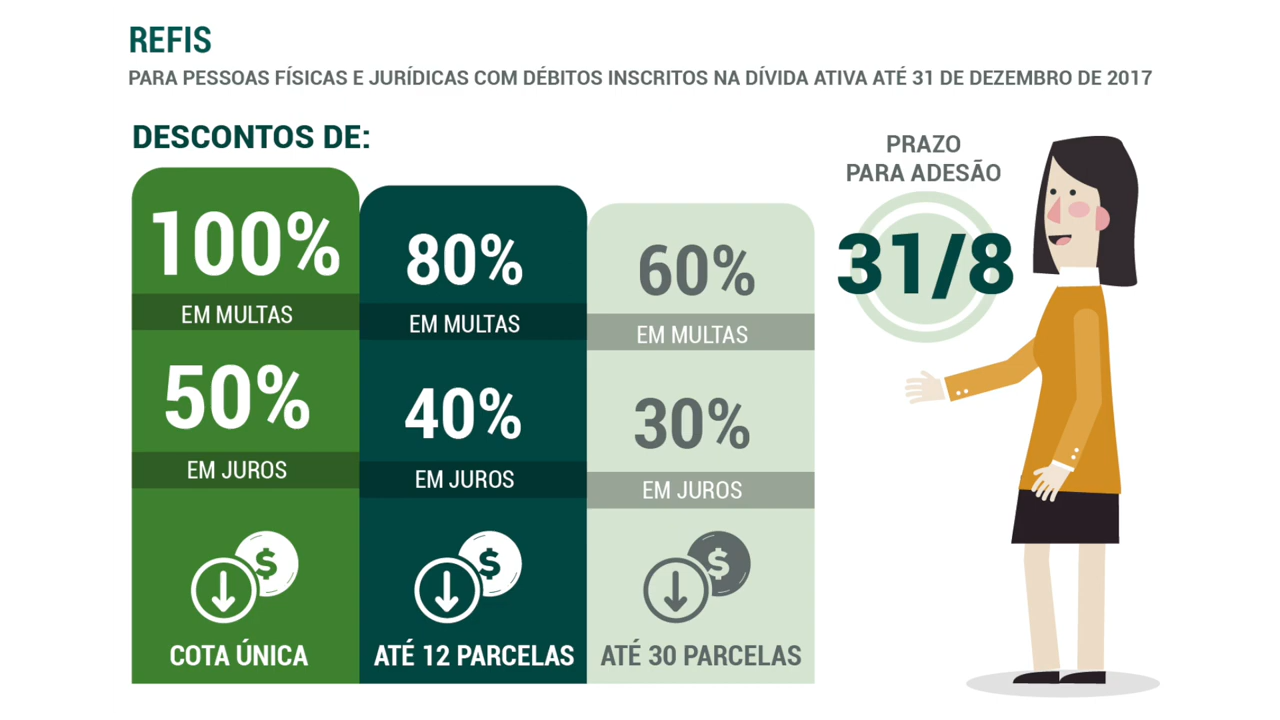 REFIS
PARA PESSOAS FÍSICAS E JURÍDICAS COM DÉBITOS INSCRITOS NA DÍVIDA ATIVA ATÉ 31 DE DEZEMBRO DE 2017
DESCONTOS DE:
100%
EM MULTAS
50%
EM JUROS
$
COTA ÚNICA
80%
EM MULTAS
40%
EM JUROS
$
ATÉ 12 PARCELAS
60%
EM MULTAS
30%
EM JUROS
$
ATÉ 30 PARCELAS
PRAZO
PARA ADESÃO
31/8